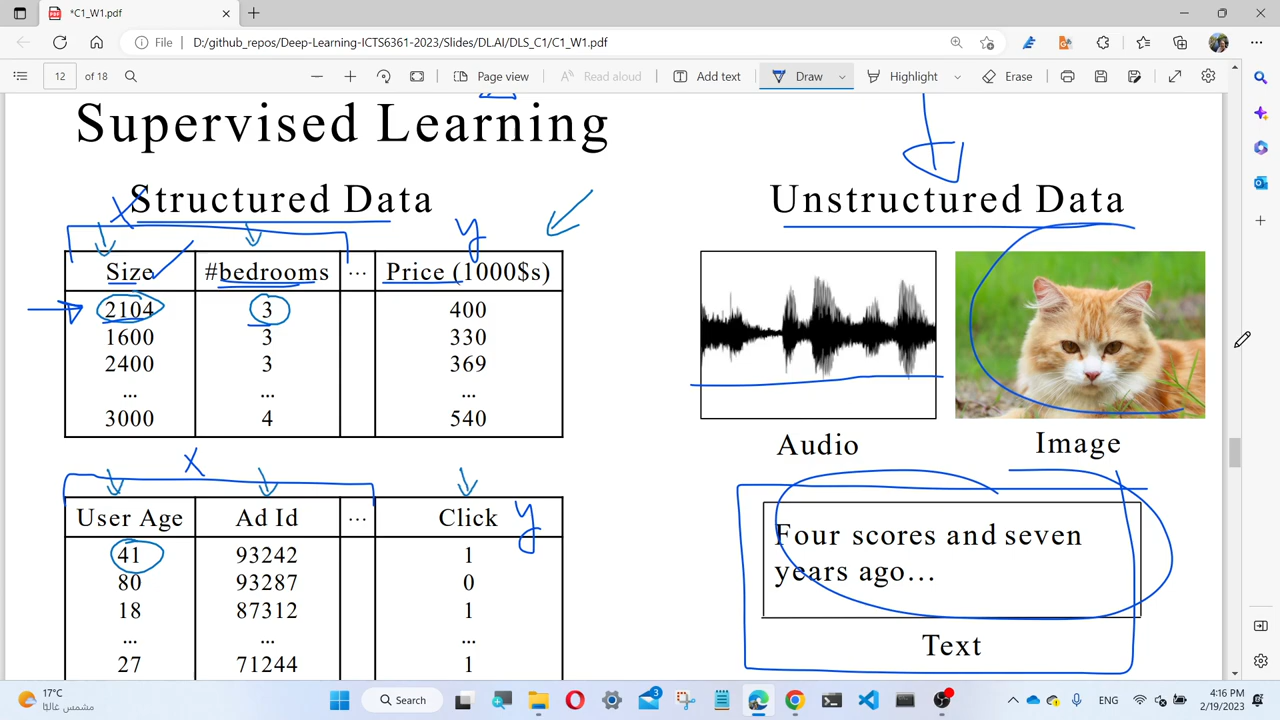 *C1_W1.pdf
File
D:/github_repos/Deep-Learning-ICTS6361-2023/Slides/DL.AI/DLS_C1/C1_W1.pdf
12 of 18
Page view
Read aloud
Add text
Draw
Highlight
Erase
Supervised Learning
Structured Data
X
y
Size #bedrooms ... Price (1000$s)
2104 3 400
1600 3 330
2400 3 369
... ... ...
3000 4 540
X
User Age Ad Id ... Click y
41 93242 1
80 93287 0
18 87312 1
... ... ...
27 71244 1
Unstructured Data
Audio
Image
Four scores and seven
years ago...
Text
17°C
مشمس غالبًا
Search
3
ENG
4:16 PM
2/19/2023